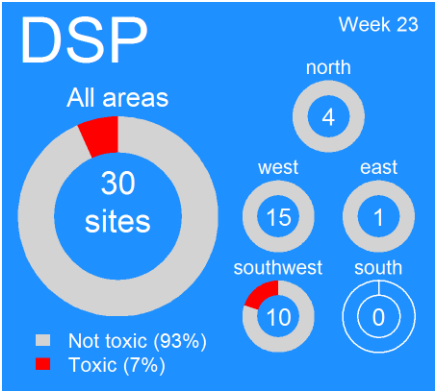 DSP
Week 23
All areas
30
sites
north
4
west
15
east
1
southwest
10
south
0
Not toxic (93%)
Toxic (7%)